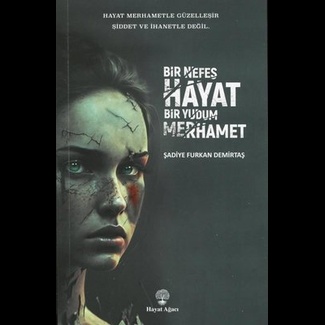 HAYAT MERHAMETLE GÜZELLEŞİR
ŞİDDET VE İHANETLE DEĞİL.
BİR NEFES
HAYAT
BİR YUDUM
MERHAMET
ŞADİYE FURKAN DEMİRTAŞ
Hayat Ağacı